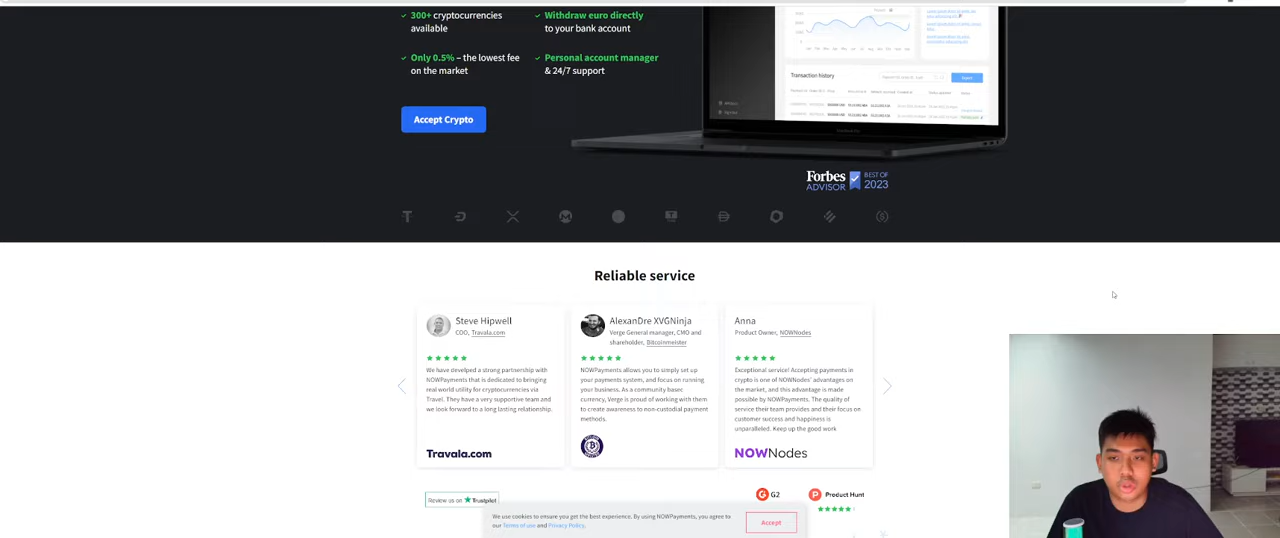 300+ cryptocurrencies
available
Withdraw euro directly
to your bank account
Only 0.5% – the lowest fee
on the market
Personal account manager
& 24/7 support
Accept Crypto
Transaction history
Forbes
ADVISOR
BEST OF
2023
Reliable service
Steve Hipwell
COO, Travala.com
We have develped a strong partnership with
NOWPayments that is dedicated to bringing
real world utility for cryptocurrencies via
Travel. They have a very supportive team and
we look forward to a long lasting relationship.
Travala.com
AlexanDre XVGNinja
Verge General manager, CMO and
shareholder, Bitcoinmeister
NOWPayments allows you to simply set up
your payments system, and focus on running
your business. As a community basec
currency, Verge is proud of working with them
to create awareness to non-custodial payment
methods.
Anna
Product Owner, NOWNodes
Exceptional service! Accepting payments in
crypto is one of NOWNodes' advantages on
the market, and this advantage is made
possible by NOWPayments. The quality of
service their team provides and their focus on
customer success and happiness is
unparalleled. Keep up the good work
NOWNodes
Review us on Trustpilot
G2
Product Hunt
We use cookies to ensure you get the best experience. By using NOWPayments, you agree to
our Terms of use and Privacy Policy.
Accept